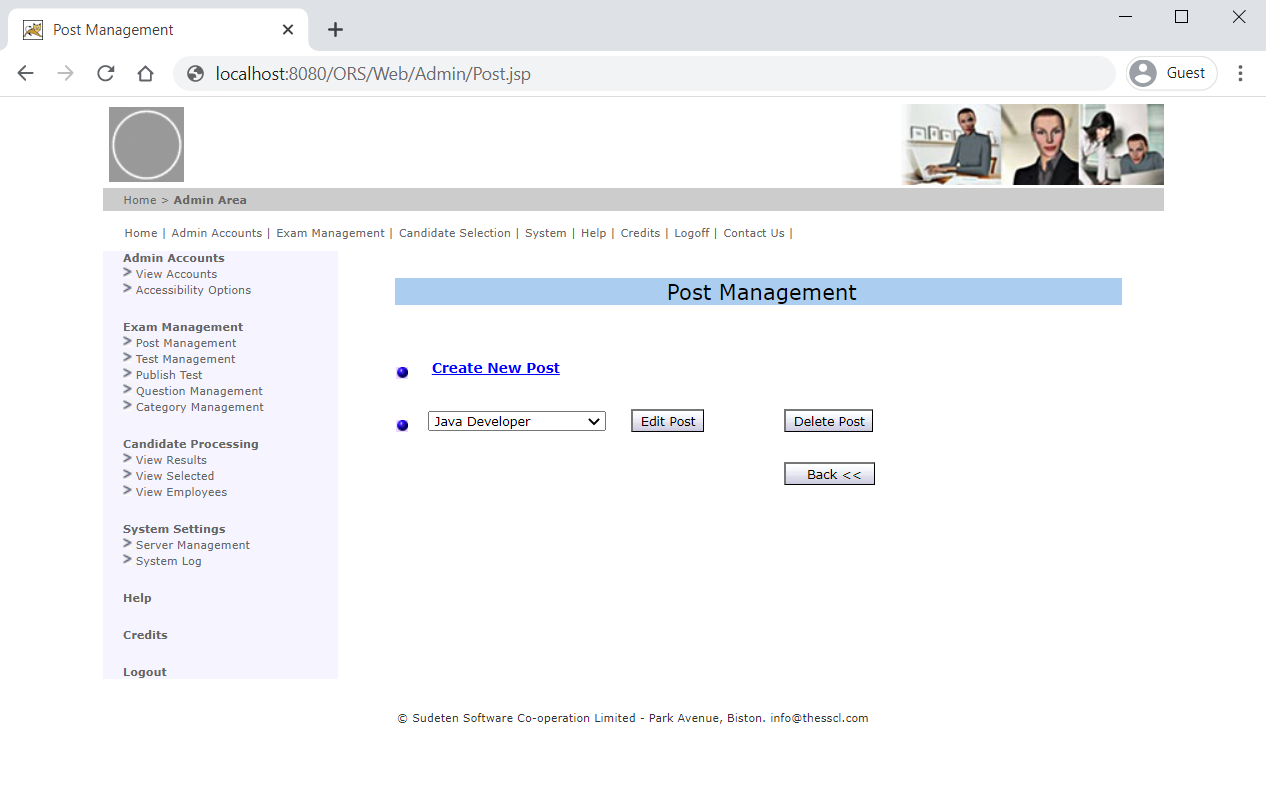 Post Management
localhost:8080/ORS/Web/Admin/Post.jsp
Guest
Home > Admin Area
Home | Admin Accounts | Exam Management | Candidate Selection | System | Help | Credits | Logoff | Contact Us |
Admin Accounts
> View Accounts
> Accessibility Options
Exam Management
> Post Management
> Test Management
> Publish Test
> Question Management
> Category Management
Candidate Processing
> View Results
> View Selected
> View Employees
System Settings
> Server Management
> System Log
Help
Credits
Logout
Post Management
Create New Post
Java Developer Edit Post Delete Post
Back <<
© Sudeten Software Co-operation Limited - Park Avenue, Biston. info@thesscl.com